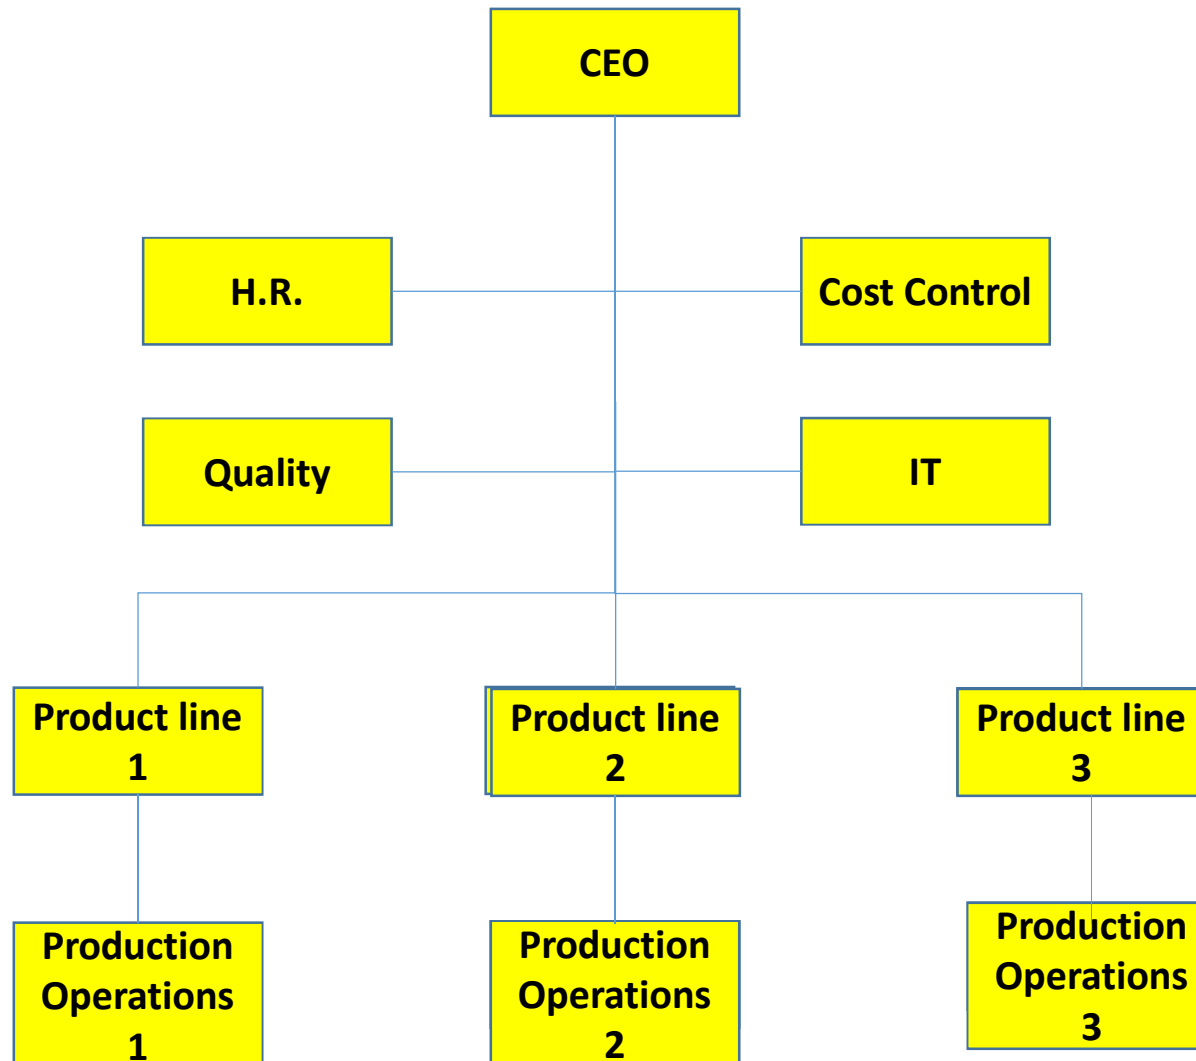 CEO
H.R.
Cost Control
Quality
IT
Product line
1
Product line
2
Product line
3
Production
Operations
1
Production
Operations
2
Production
Operations
3